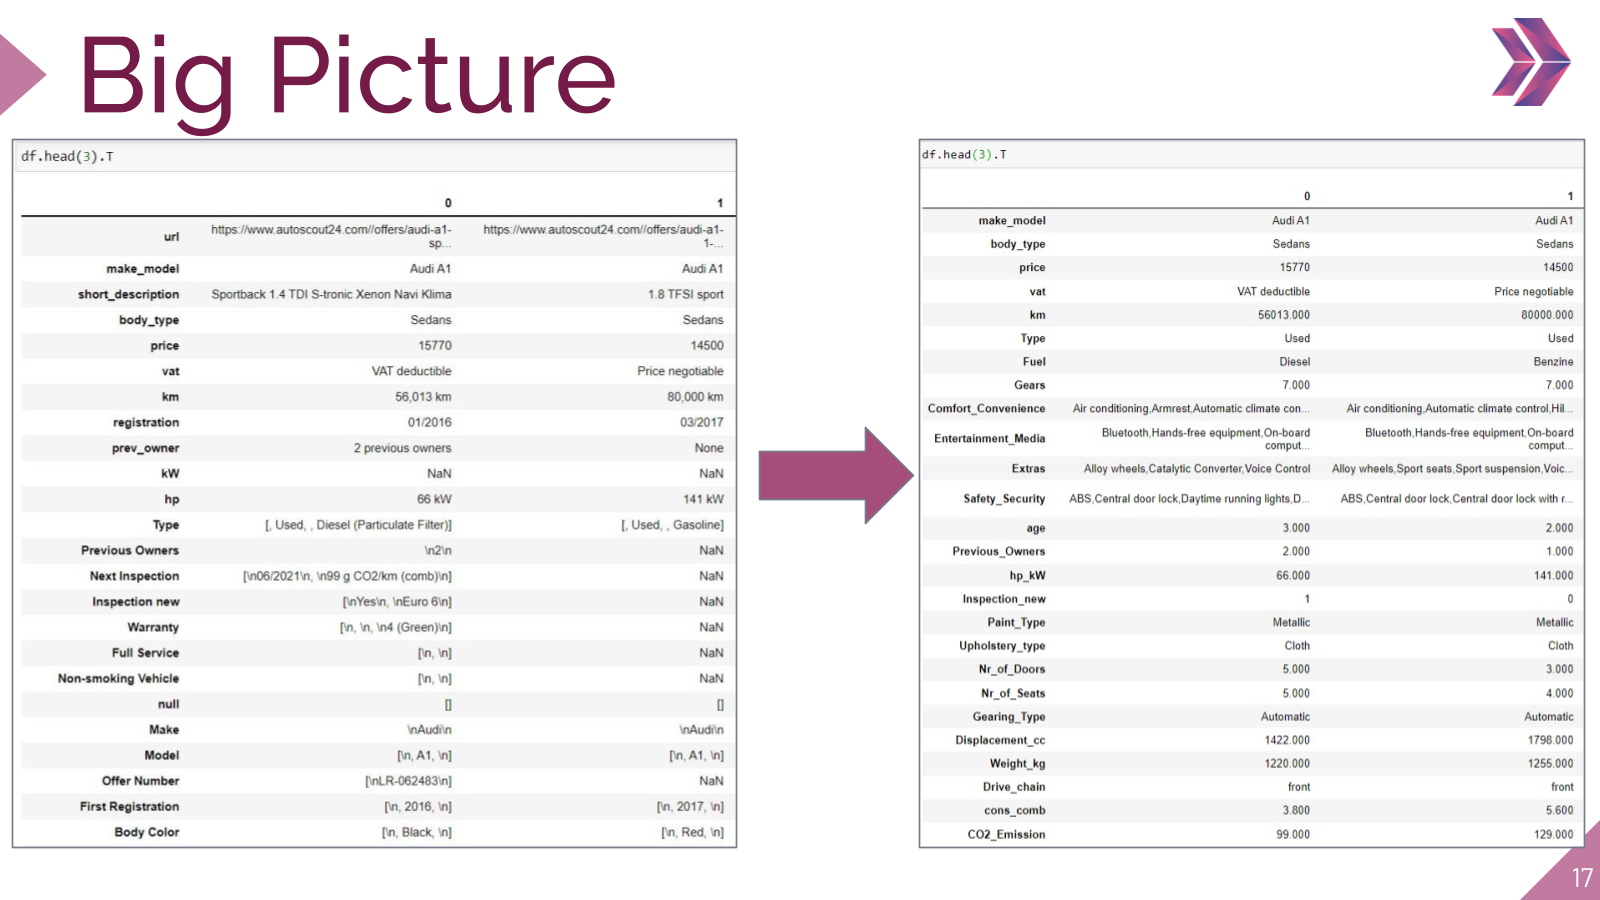 Big Picture
df.head(3).T
0 1
url https://www.autoscout24.com//offers/audi-a1-sp... https://www.autoscout24.com//offers/audi-a1-1-...
make_model Audi A1 Audi A1
short_description Sportback 1.4 TDI S-tronic Xenon Navi Klima 1.8 TFSI sport
body_type Sedans Sedans
price 15770 14500
vat VAT deductible Price negotiable
km 56,013 km 80,000 km
registration 01/2016 03/2017
prev_owner 2 previous owners None
kW NaN NaN
hp 66 kW 141 kW
Type [, Used, , Diesel (Particulate Filter)] [, Used, , Gasoline]
Previous Owners \n2\n NaN
Next Inspection [\n06/2021\n, \n99 g CO2/km (comb)\n] NaN
Inspection new [\nYes\n, \nEuro 6\n] NaN
Warranty [\n, \n, \n4 (Green)\n] NaN
Full Service [\n, \n] NaN
Non-smoking Vehicle [\n, \n] NaN
null [] []
Make \nAudi\n \nAudi\n
Model [\n, A1, \n] [\n, A1, \n]
Offer Number [\nLR-062483\n] NaN
First Registration [\n, 2016, \n] [\n, 2017, \n]
Body Color [\n, Black, \n] [\n, Red, \n]
df.head(3).T
0 1
make_model Audi A1 Audi A1
body_type Sedans Sedans
price 15770 14500
vat VAT deductible Price negotiable
km 56013.000 80000.000
Type Used Used
Fuel Diesel Benzine
Gears 7.000 7.000
Comfort_Convenience Air conditioning,Armrest,Automatic climate con... Air conditioning,Automatic climate control,Hil...
Entertainment_Media Bluetooth,Hands-free equipment,On-board comput... Bluetooth,Hands-free equipment,On-board comput...
Extras Alloy wheels,Catalytic Converter,Voice Control Alloy wheels,Sport seats,Sport suspension,Voic...
Safety_Security ABS,Central door lock,Daytime running lights,D... ABS,Central door lock,Central door lock with r...
age 3.000 2.000
Previous_Owners 2.000 1.000
hp_kW 66.000 141.000
Inspection_new 1 0
Paint_Type Metallic Metallic
Upholstery_type Cloth Cloth
Nr_of_Doors 5.000 3.000
Nr_of_Seats 5.000 4.000
Gearing_Type Automatic Automatic
Displacement_cc 1422.000 1798.000
Weight_kg 1220.000 1255.000
Drive_chain front front
cons_comb 3.800 5.600
CO2_Emission 99.000 129.000
17